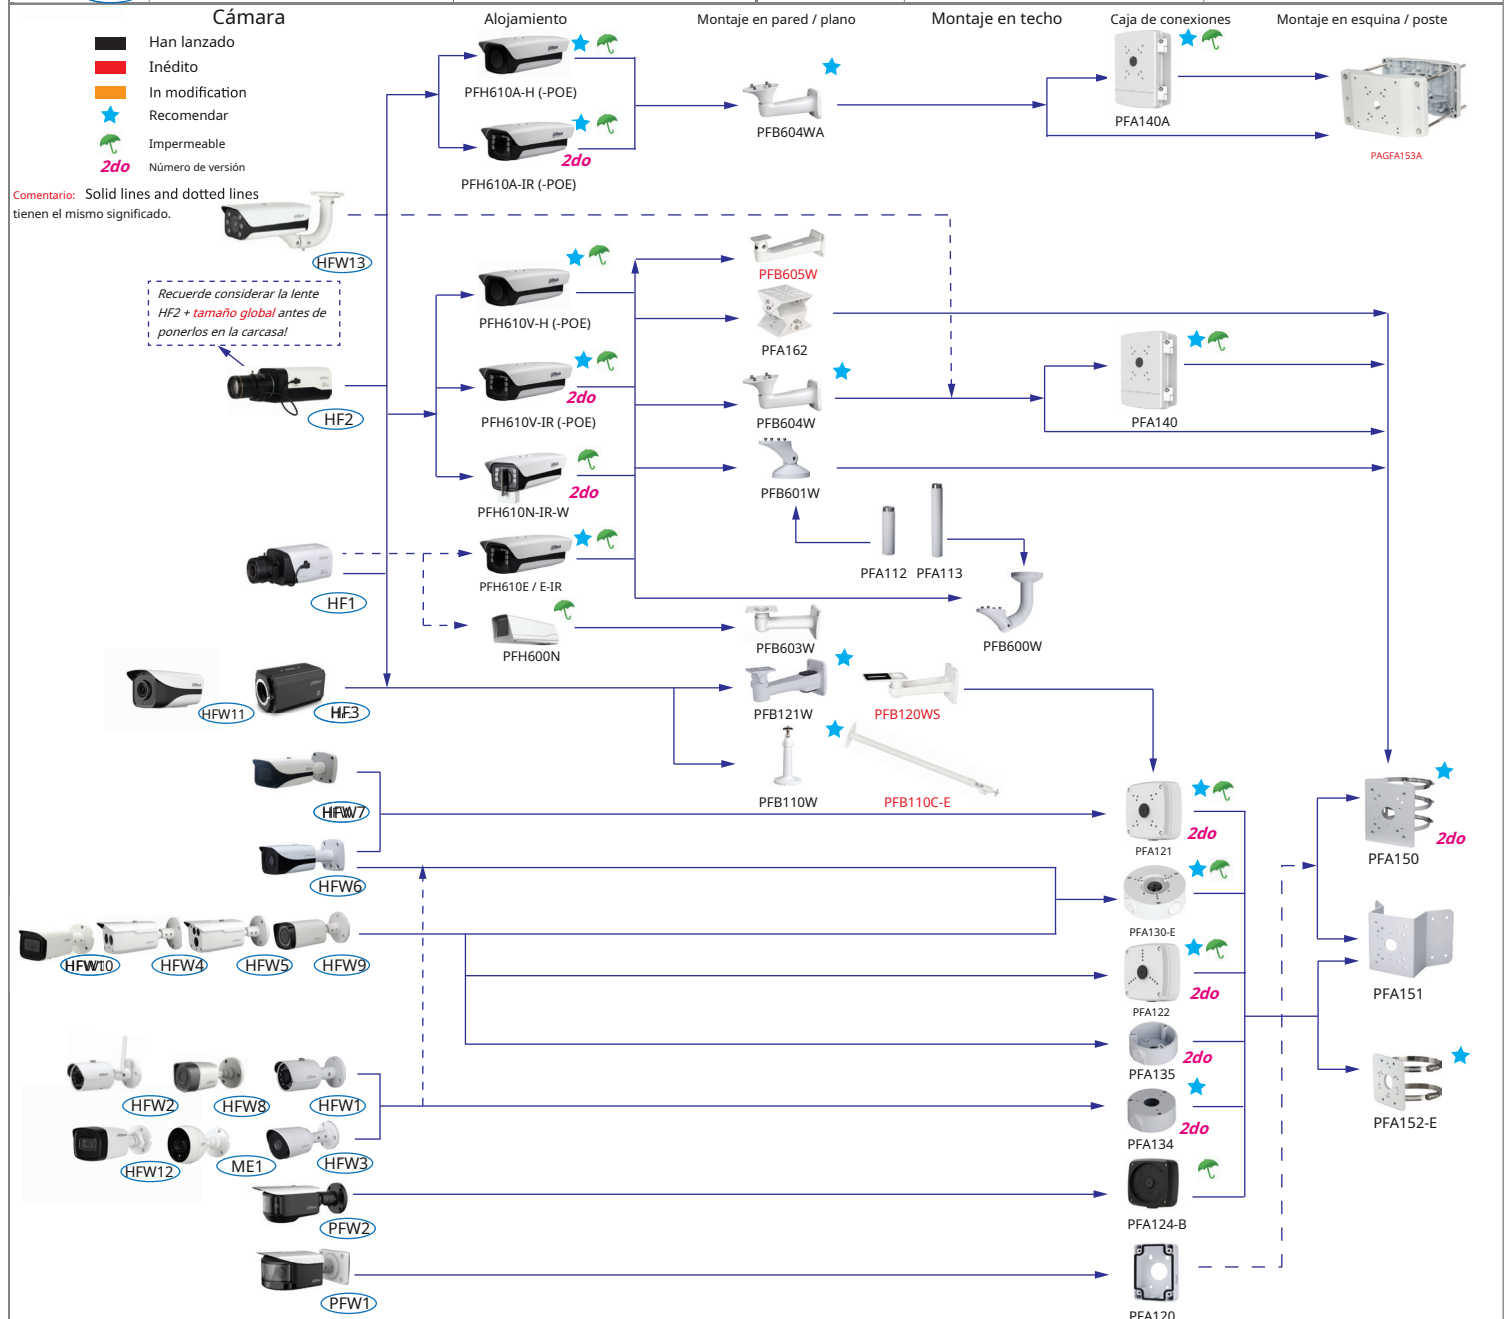 Cámara
Alojamiento
Montaje en pared / plano
Montaje en techo
Caja de conexiones
Montaje en esquina / poste
Han lanzado
Inédito
In modification
Recomendar
Impermeable
2do Número de versión
Comentario: Solid lines and dotted lines
tienen el mismo significado.
PFH610A-H (-POE)
2do
PFH610A-IR (-POE)
PFB604WA
PFA140A
PAGFA153A
HFW13
Recuerde considerar la lente
HF2 + tamaño global antes de
ponerlos en la carcasa!
HF2
PFH610V-H (-POE)
2do
PFH610V-IR (-POE)
2do
PFH610N-IR-W
PFB605W
PFA162
PFB604W
PFA140
PFB601W
PFA112
PFA113
HF1
PFH610E / E-IR
PFH600N
PFB603W
PFB600W
HFW11
HF3
PFB121W
PFB120WS
PFB110W
PFB110C-E
HFW7
PFA121
2do
PFA150
2do
HFW6
PFA130-E
HFW10
HFW4
HFW5
HFW9
PFA122
2do
PFA151
PFA135
2do
HFW2
HFW8
HFW1
PFA134
2do
PFA152-E
HFW12
ME1
HFW3
PFW2
PFA124-B
PFW1
PFA120